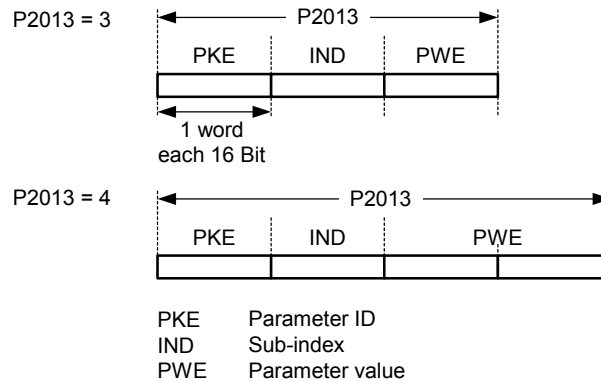 P2013 = 3
P2013
PKE IND PWE
1 word
each 16 Bit
P2013 = 4
P2013
PKE IND PWE
PKE Parameter ID
IND Sub-index
PWE Parameter value